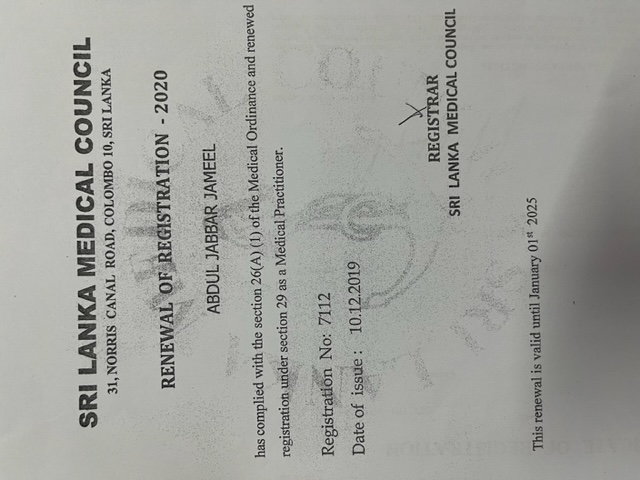 SRI LANKA MEDICAL COUNCIL
31, NORRIS CANAL ROAD, COLOMBO 10, SRI LANKA
RENEWAL OF REGISTRATION - 2020
ABDUL JABBAR JAMEEL
has complied with the section 26(A) (1) of the Medical Ordinance and renewed
registration under section 29 as a Medical Practitioner.
Registration No: 7112
Date of issue : 10.12.2019
REGISTRAR
SRI LANKA MEDICAL COUNCIL
This renewal is valid until January 01st 2025